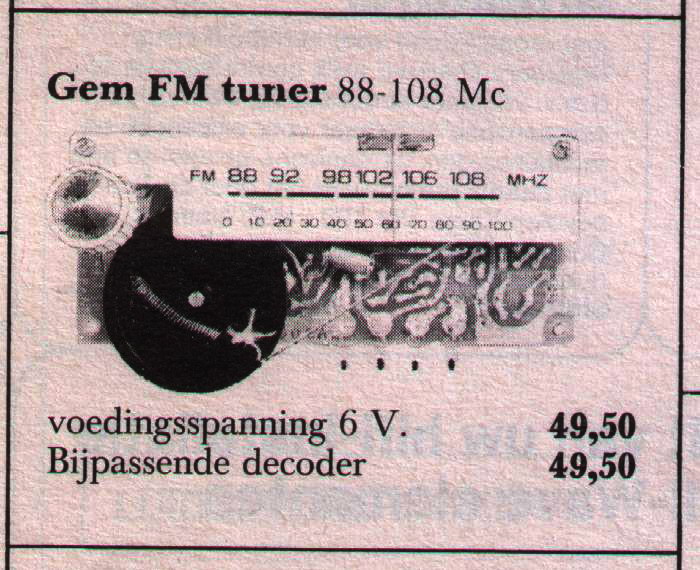 Gem FM tuner 88-108 Mc
FM 88 92 98 102 106 108 MHZ
0 10 20 30 40 50 60 70 80 90 100
voedingsspanning 6 V. 49,50
Bijpassende decoder 49,50